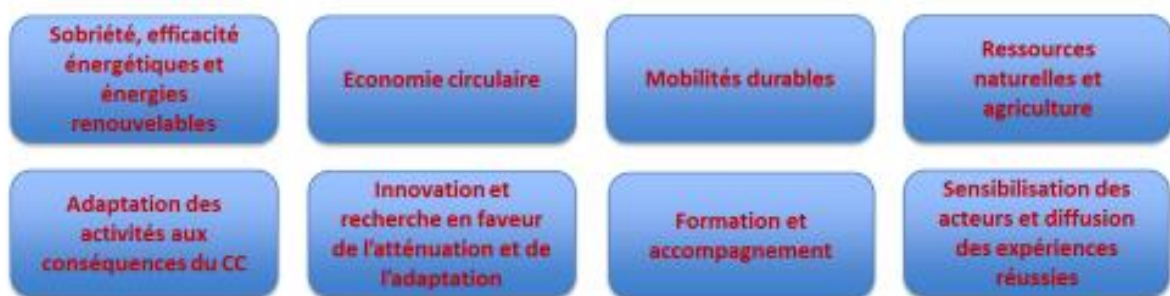 Sobriété, efficacité
énergétiques et
énergies
renouvelables
Economie circulaire
Mobilités durables
Ressources
naturelles et
agriculture
Adaptation des
activités aux
conséquences du CC
Innovation et
recherche en faveur
de l'atténuation et de
l'adaptation
Formation et
accompagnement
Sensibilisation des
acteurs et diffusion
des expériences
réussies